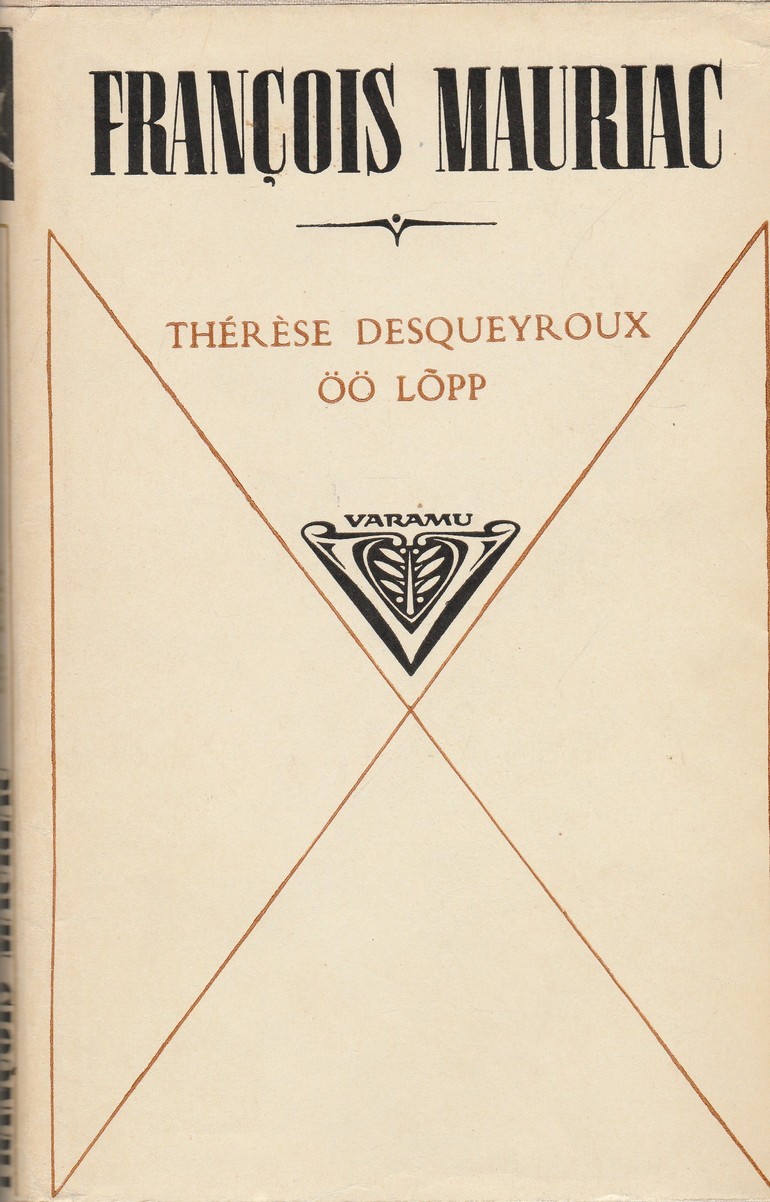 FRANÇOIS MAURIAC
THÉRÈSE DESQUEYROUX
ÖÖ LÕPP
VARAMU